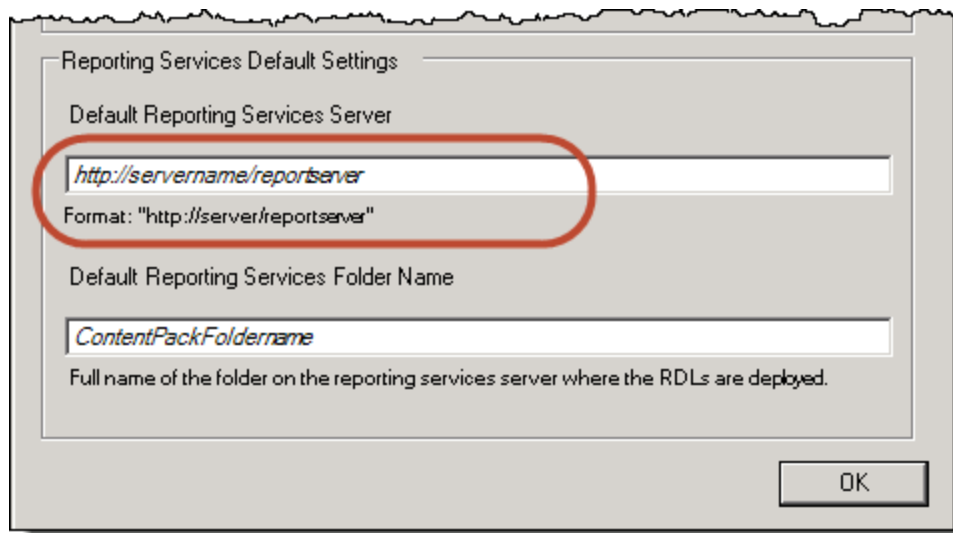 Reporting Services Default Settings
Default Reporting Services Server
http://servername/reportserver
Format: "http://server/reportserver"
Default Reporting Services Folder Name
ContentPackFoldername
Full name of the folder on the reporting services server where the RDLs are deployed.
OK